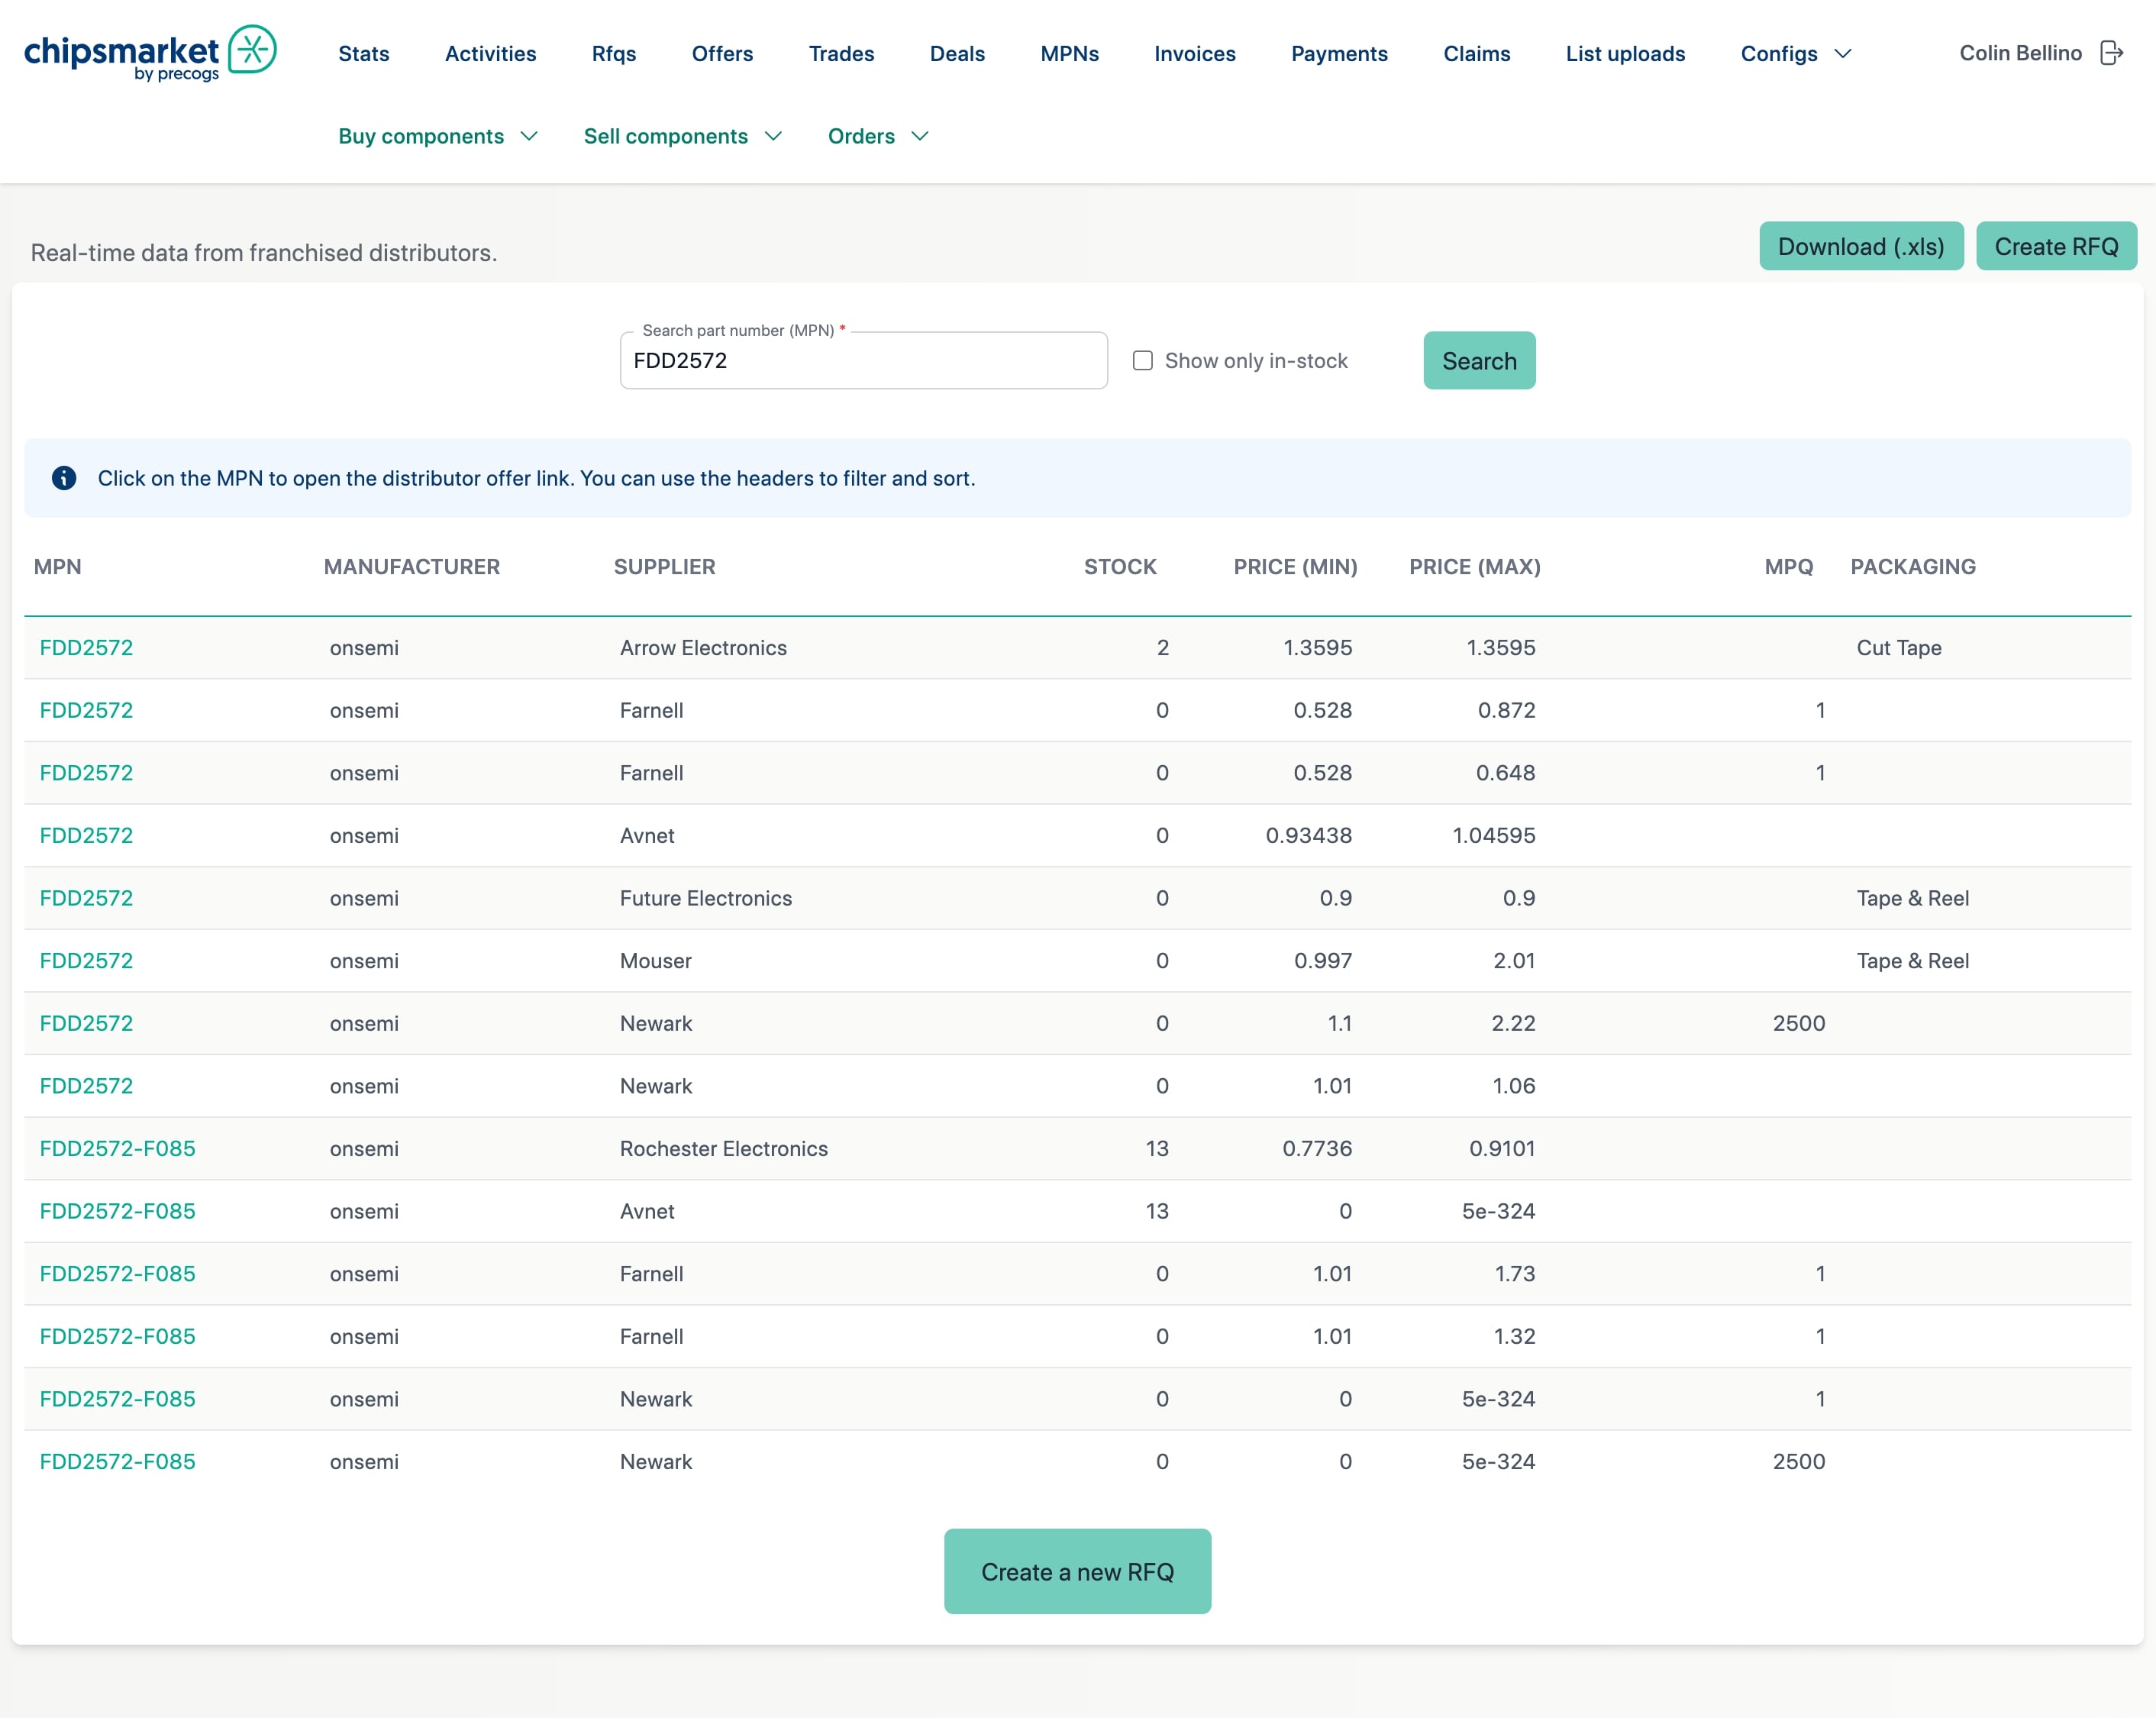 chipsmarket
by precogs
Stats Activities Rfqs Offers Trades Deals MPNs Invoices Payments Claims List uploads Configs Colin Bellino
Buy components Sell components Orders
Real-time data from franchised distributors. Download (.xls) Create RFQ
Search part number (MPN) *
FDD2572 Show only in-stock Search
Click on the MPN to open the distributor offer link. You can use the headers to filter and sort.
MPN MANUFACTURER SUPPLIER STOCK PRICE (MIN) PRICE (MAX) MPQ PACKAGING
FDD2572 onsemi Arrow Electronics 2 1.3595 1.3595 Cut Tape
FDD2572 onsemi Farnell 0 0.528 0.872 1
FDD2572 onsemi Farnell 0 0.528 0.648 1
FDD2572 onsemi Avnet 0 0.93438 1.04595
FDD2572 onsemi Future Electronics 0 0.9 0.9 Tape & Reel
FDD2572 onsemi Mouser 0 0.997 2.01 Tape & Reel
FDD2572 onsemi Newark 0 1.1 2.22 2500
FDD2572 onsemi Newark 0 1.01 1.06
FDD2572-F085 onsemi Rochester Electronics 13 0.7736 0.9101
FDD2572-F085 onsemi Avnet 13 0 5e-324
FDD2572-F085 onsemi Farnell 0 1.01 1.73 1
FDD2572-F085 onsemi Farnell 0 1.01 1.32 1
FDD2572-F085 onsemi Newark 0 0 5e-324 1
FDD2572-F085 onsemi Newark 0 0 5e-324 2500
Create a new RFQ